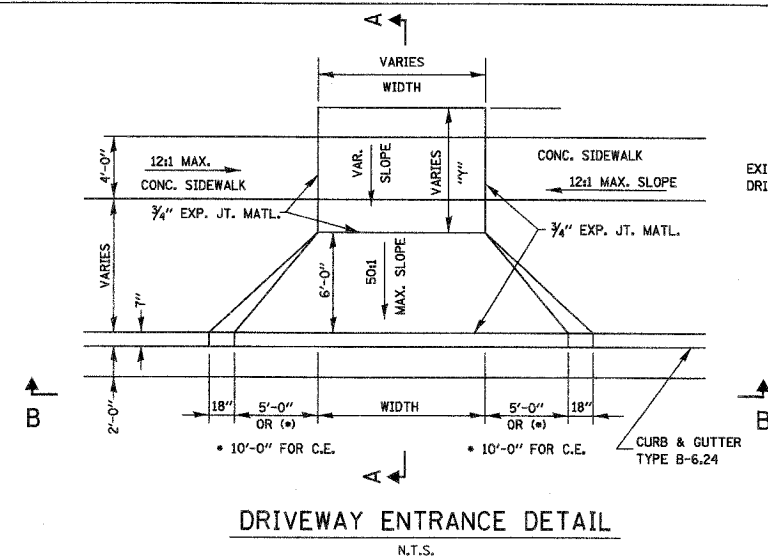 A
VARIES
WIDTH
4'-0"
12:1 MAX.
CONC. SIDEWALK
VAR. SLOPE
VARIES
"Y"
CONC. SIDEWALK
12:1 MAX. SLOPE
EXI
DRI
3/4" EXP. JT. MATL.
3/4" EXP. JT. MATL.
VARIES
7"
6'-0"
50:1
MAX. SLOPE
B
2'-0"
18"
5'-0"
OR (*)
WIDTH
5'-0"
OR (*)
18"
B
* 10'-0" FOR C.E.
* 10'-0" FOR C.E.
CURB & GUTTER
TYPE B-6.24
A
DRIVEWAY ENTRANCE DETAIL
N.T.S.